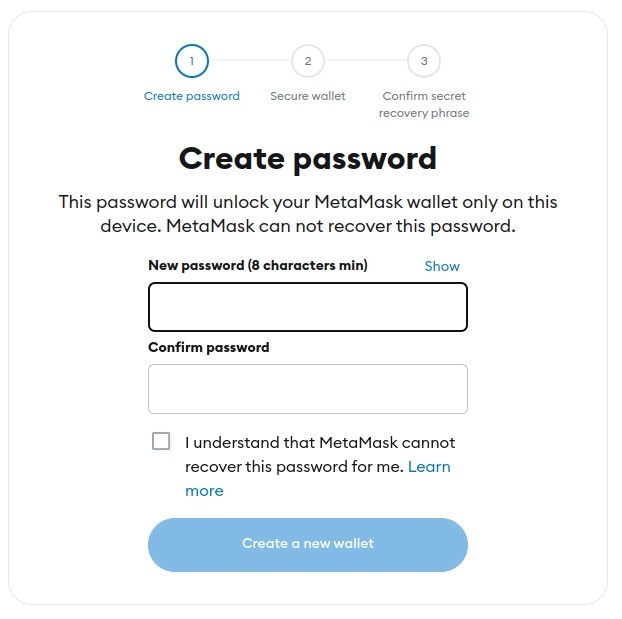 1
2
3
Create password
Secure wallet
Confirm secret
recovery phrase
Create password
This password will unlock your MetaMask wallet only on this
device. MetaMask can not recover this password.
New password (8 characters min)
Show
Confirm password
I understand that MetaMask cannot
recover this password for me. Learn
more
Create a new wallet